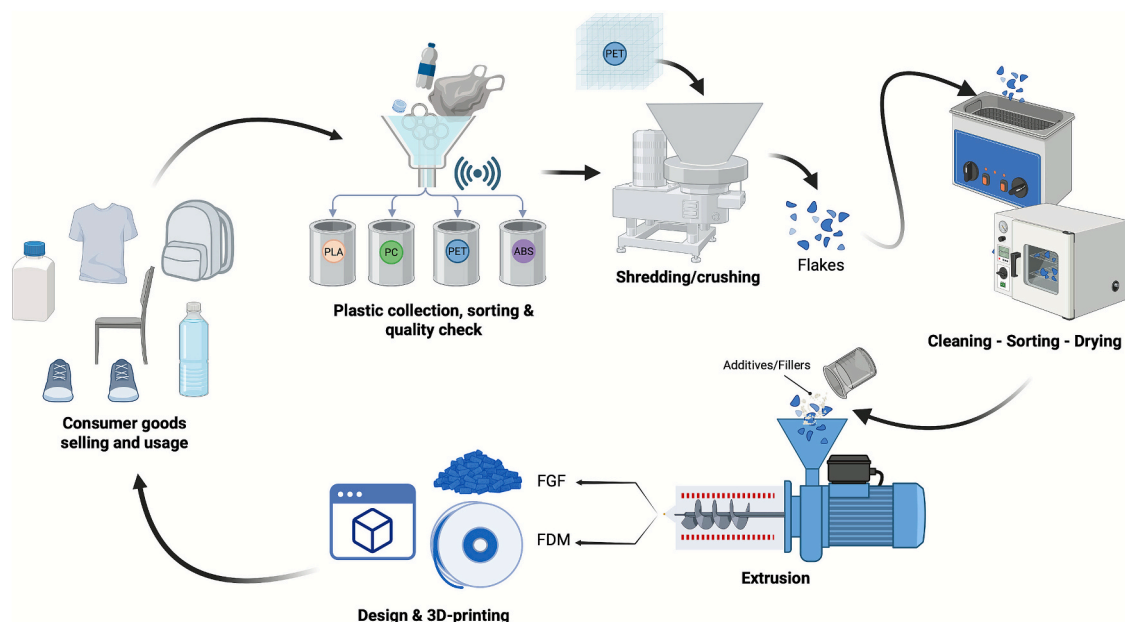 PET
PLA
PC
PET
ABS
Plastic collection, sorting &
quality check
Shredding/crushing
Flakes
Cleaning - Sorting - Drying
Consumer goods
selling and usage
Additives/Fillers
FGF
FDM
Extrusion
Design & 3D-printing